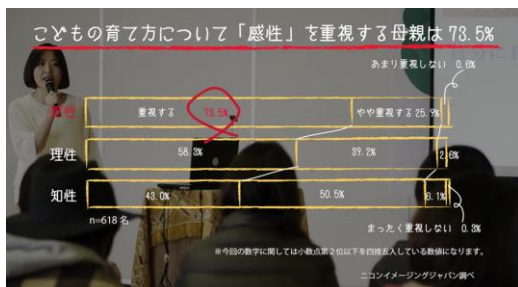 こどもの育て方について「感性」を重視する母親は73.5%
あまり重視しない 0.6%
感性
重視する
73.5%
やや重視する 25.9%
理性
58.3%
39.2%
2.6%
知性
43.0%
50.5%
6.1%
n=618 名
まったく重視しない 0.3%
※今回の数字に関しては小数点第2位以下を四捨五入している数値になります。
ニコンイメージングジャパン調べ